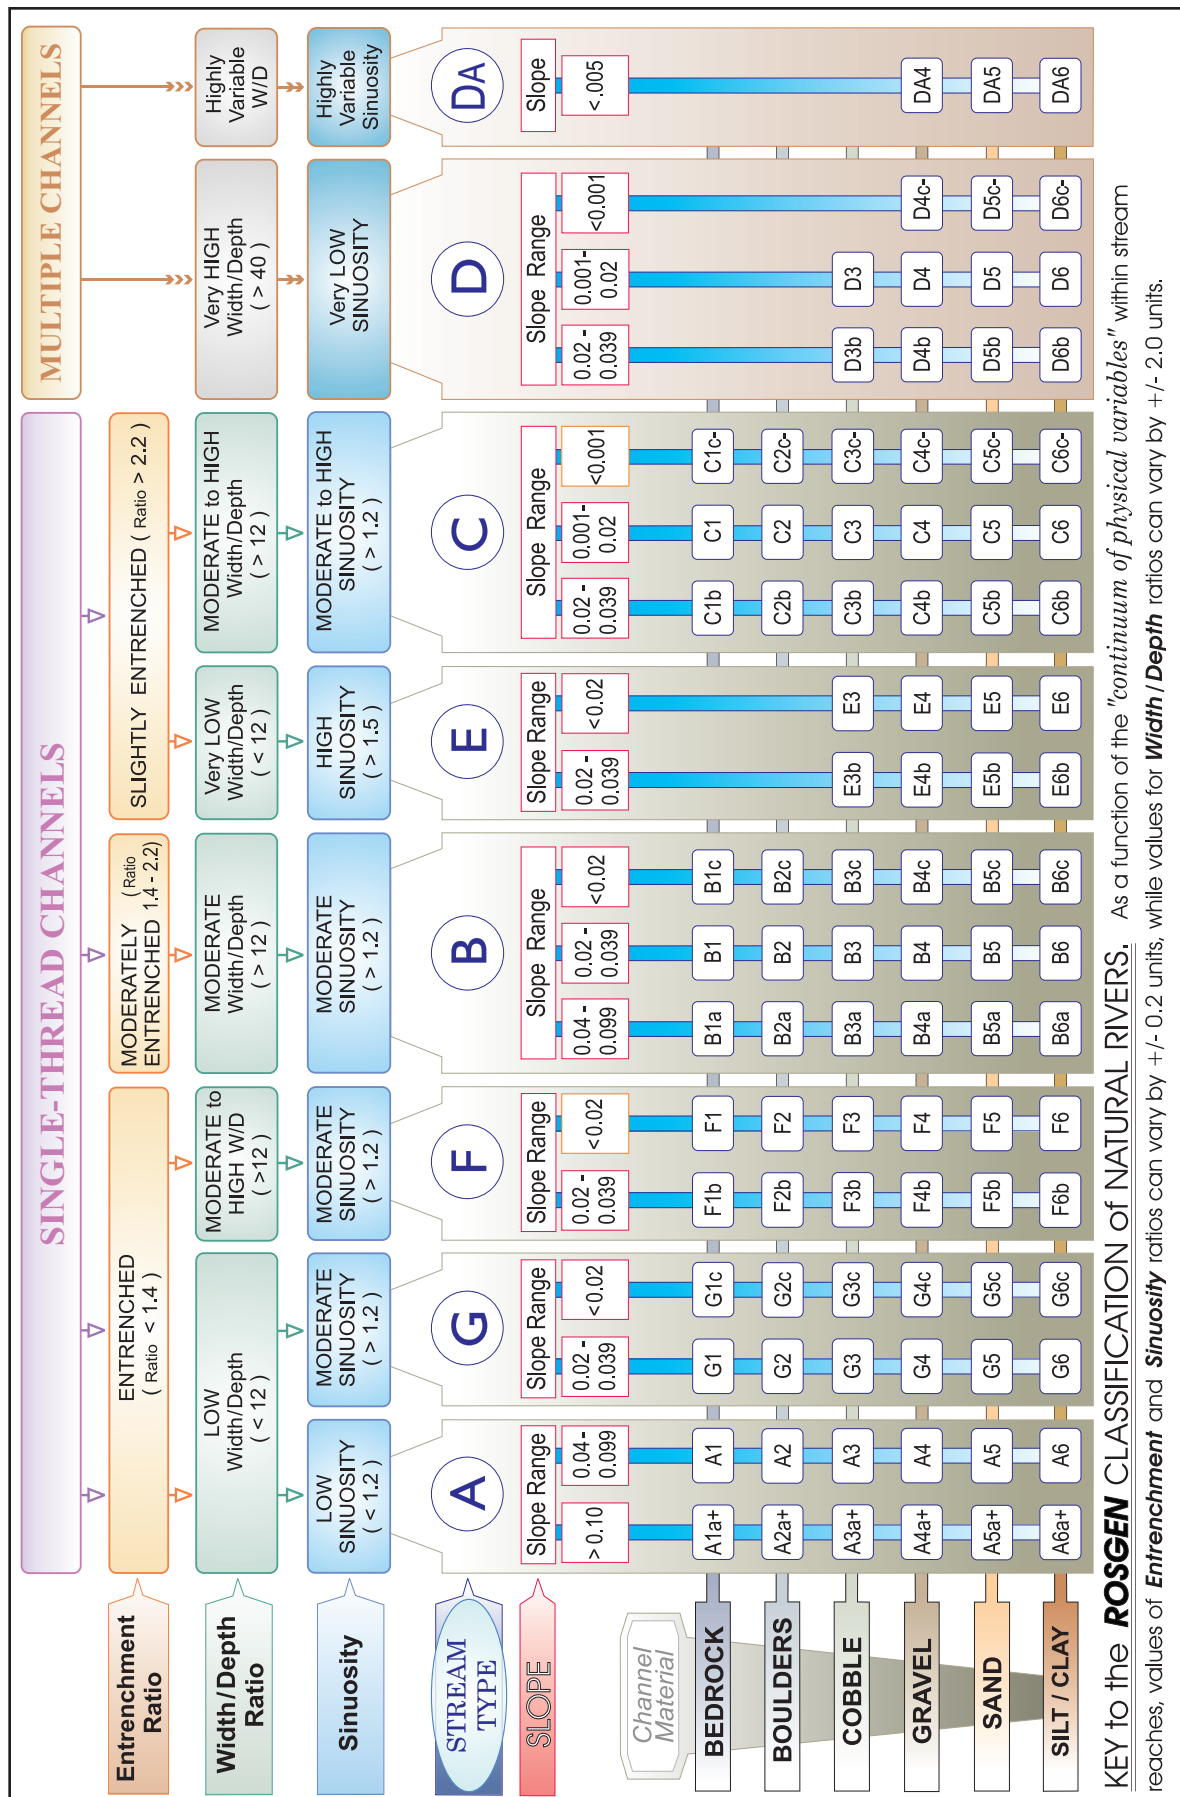 SINGLE-THREAD CHANNELS
MULTIPLE CHANNELS
Entrenchment
Ratio
ENTRENCHED
( Ratio < 1.4 )
MODERATELY
ENTRENCHED
(Ratio
1.4 - 2.2)
SLIGHTLY ENTRENCHED ( Ratio > 2.2 )
Width/Depth
Ratio
LOW
Width/Depth
( < 12 )
MODERATE to
HIGH W/D
( >12 )
MODERATE
Width/Depth
( > 12 )
Very LOW
Width/Depth
( < 12 )
MODERATE to HIGH
Width/Depth
( > 12 )
Very HIGH
Width/Depth
( > 40 )
Highly
Variable
W/D
Sinuosity
LOW
SINUOSITY
( < 1.2 )
MODERATE
SINUOSITY
( > 1.2 )
MODERATE
SINUOSITY
( > 1.2 )
MODERATE
SINUOSITY
( > 1.2 )
HIGH
SINUOSITY
( > 1.5 )
MODERATE to HIGH
SINUOSITY
( > 1.2 )
Very LOW
SINUOSITY
Highly
Variable
Sinuosity
STREAM
TYPE
A
G
F
B
E
C
D
DA
SLOPE
Slope Range
Slope Range
Slope Range
Slope Range
Slope Range
Slope Range
Slope Range
Slope
> 0.10
0.04 -
0.099
0.02 -
0.039
< 0.02
0.02 -
0.039
< 0.02
0.04 -
0.099
0.02 -
0.039
<0.02
0.02 -
0.039
<0.02
0.02 -
0.039
0.001-
0.02
<0.001
0.02 -
0.039
0.001-
0.02
<0.001
<.005
Channel
Material
BEDROCK
A1a+ A1 G1 G1c F1b F1 B1a B1 B1c C1b C1 C1c-
BOULDERS
A2a+ A2 G2 G2c F2b F2 B2a B2 B2c C2b C2 C2c-
COBBLE
A3a+ A3 G3 G3c F3b F3 B3a B3 B3c E3b E3 C3b C3 C3c- D3b D3
GRAVEL
A4a+ A4 G4 G4c F4b F4 B4a B4 B4c E4b E4 C4b C4 C4c- D4b D4 D4c- DA4
SAND
A5a+ A5 G5 G5c F5b F5 B5a B5 B5c E5b E5 C5b C5 C5c- D5b D5 D5c- DA5
SILT / CLAY
A6a+ A6 G6 G6c F6b F6 B6a B6 B6c E6b E6 C6b C6 C6c- D6b D6 D6c- DA6
KEY to the ROSGEN CLASSIFICATION of NATURAL RIVERS. As a function of the "continuum of physical variables" within stream
reaches, values of Entrenchment and Sinuosity ratios can vary by +/- 0.2 units, while values for Width / Depth ratios can vary by +/- 2.0 units.